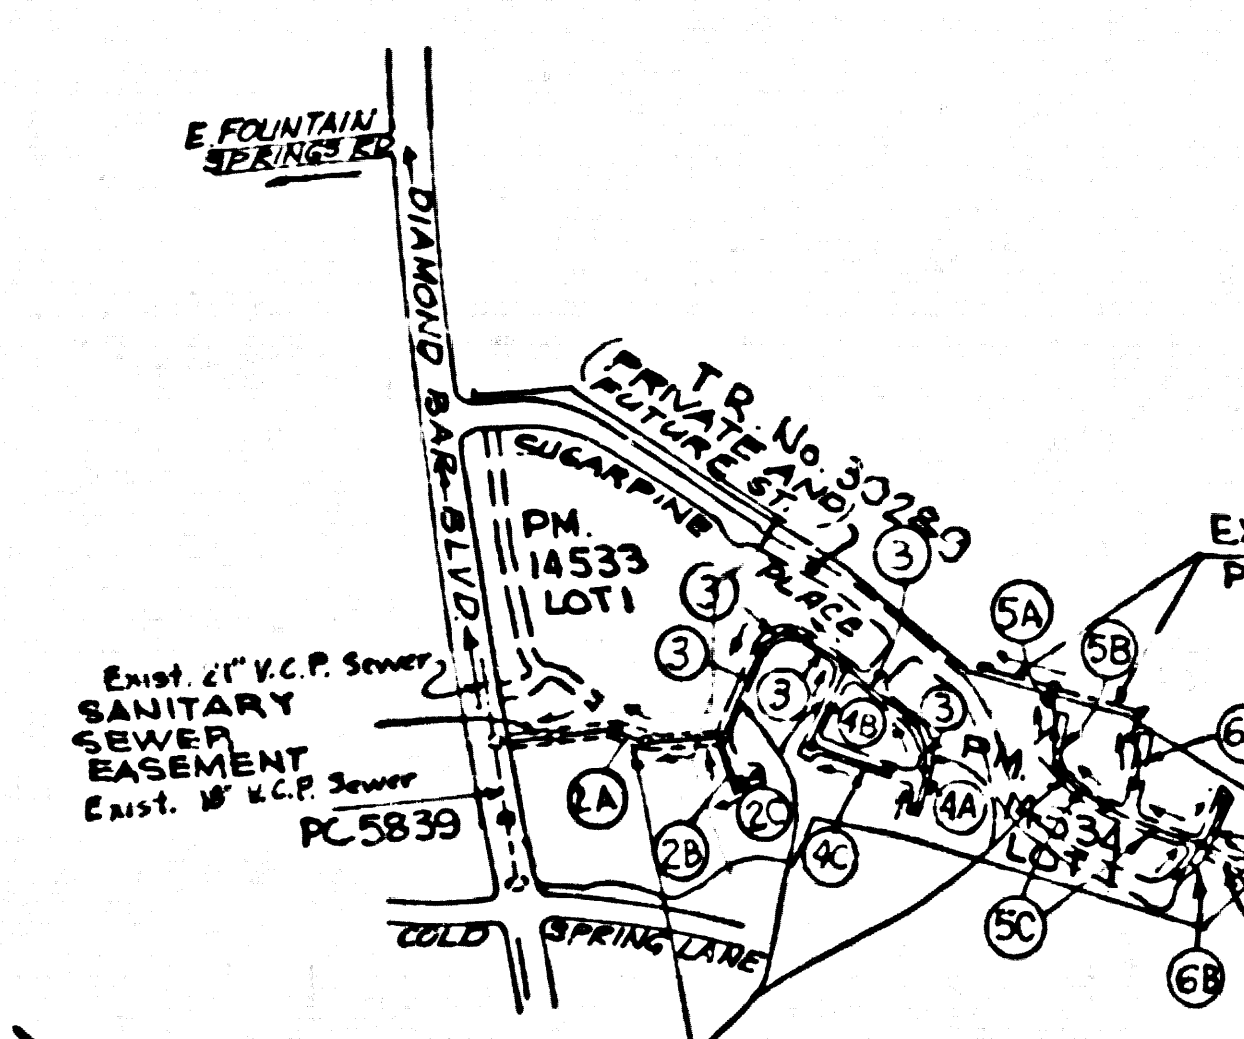 E. FOUNTAIN
SPRINGS RD
DIAMOND BAR BLVD.
TR. No. 30289
(PRIVATE AND
FUTURE ST.)
SUGARPINE
PLACE
PM.
14533
LOT 1
3
3
3
3
3
5A
5B
EX
P
6
4B
4A
4C
2A
2B
2C
5C
6B
Exist. 21" V.C.P. Sewer
SANITARY
SEWER
EASEMENT
Exist. 18" V.C.P. Sewer
PC 5839
P.M.
LOT 1
COLD SPRING LANE